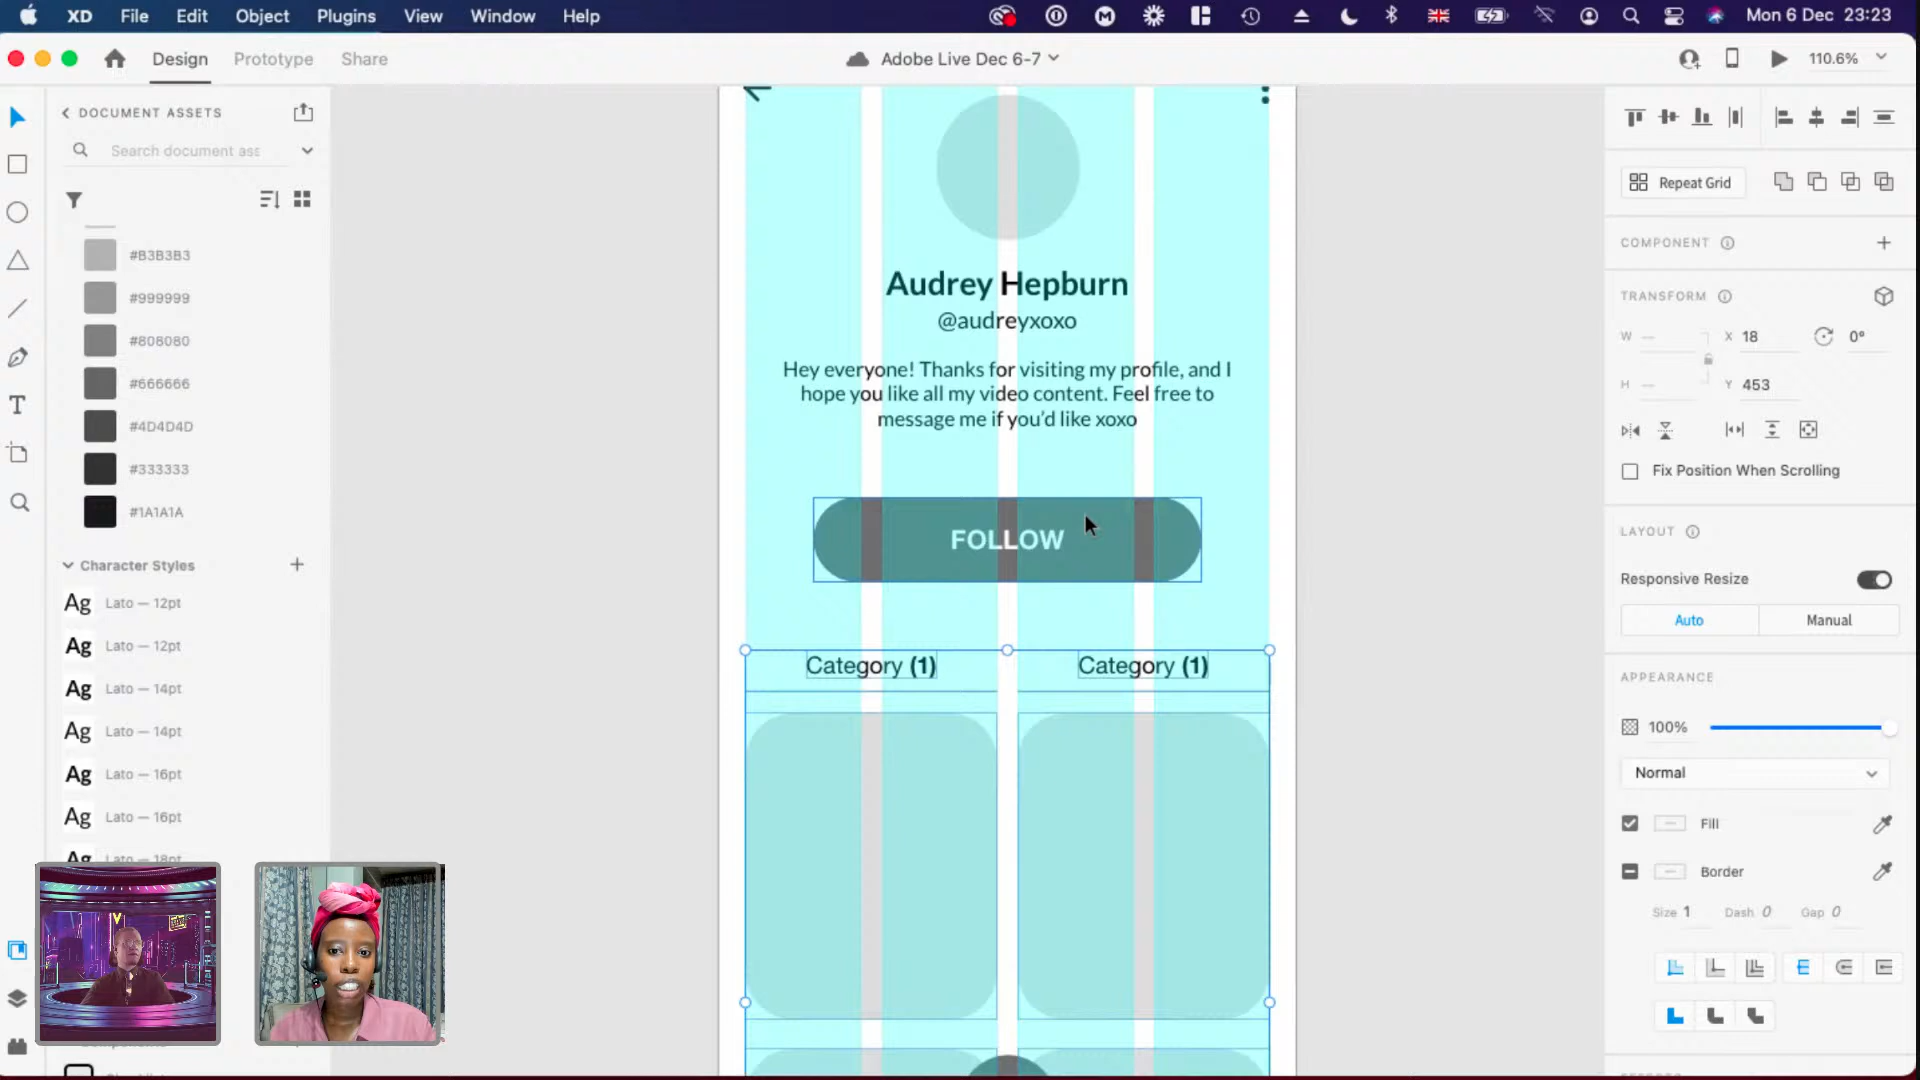 XD File Edit Object Plugins View Window Help
Mon 6 Dec 23:23
Design Prototype Share
Adobe Live Dec 6-7
110.6%
DOCUMENT ASSETS
Search document ass
#B3B3B3
#999999
#808080
#666666
#4D4D4D
#333333
#1A1A1A
Character Styles
Ag Lato — 12pt
Ag Lato — 12pt
Ag Lato — 14pt
Ag Lato — 14pt
Ag Lato — 16pt
Ag Lato — 16pt
Ag Lato — 18pt
Audrey Hepburn
@audreyxoxo
Hey everyone! Thanks for visiting my profile, and I
hope you like all my video content. Feel free to
message me if you'd like xoxo
FOLLOW
Category (1)
Category (1)
Repeat Grid
COMPONENT
TRANSFORM
W — X 18 0°
H — Y 453
Fix Position When Scrolling
LAYOUT
Responsive Resize
Auto Manual
APPEARANCE
100%
Normal
Fill
Border
Size 1 Dash 0 Gap 0